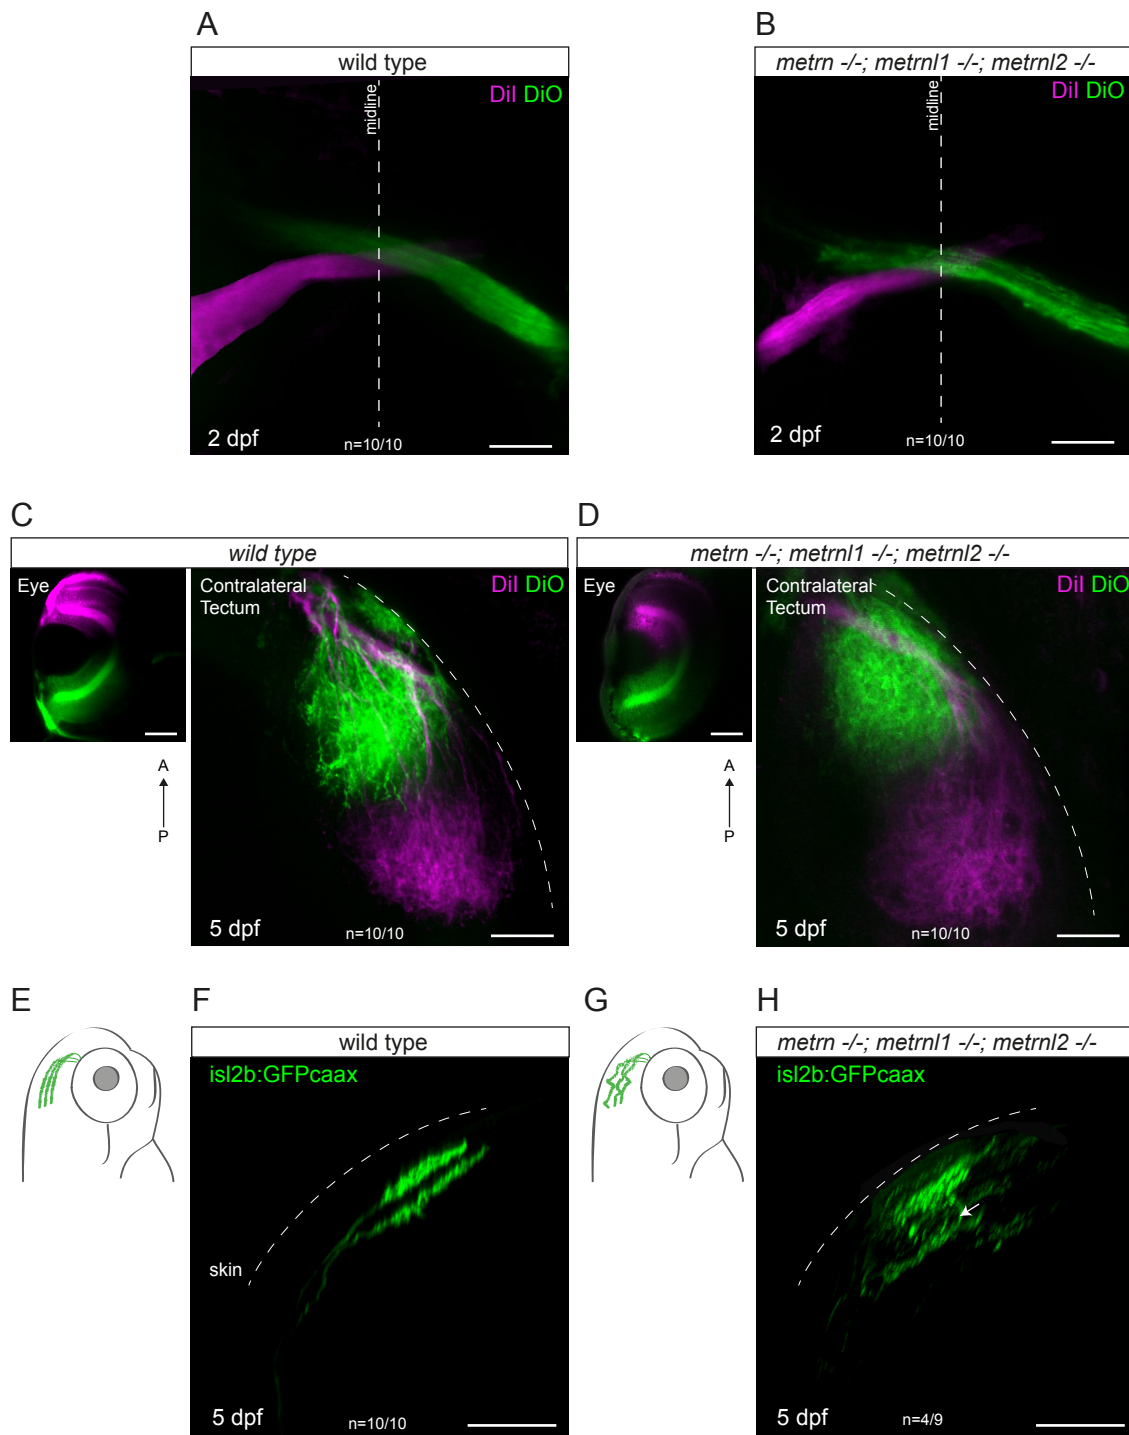 A
wild type
DiI DiO
midline
2 dpf
n=10/10
B
metrn -/-; metrnl1 -/-; metrnl2 -/-
DiI DiO
midline
2 dpf
n=10/10
C
wild type
Eye
A
P
Contralateral
Tectum
DiI DiO
5 dpf
n=10/10
D
metrn -/-; metrnl1 -/-; metrnl2 -/-
Eye
A
P
Contralateral
Tectum
DiI DiO
5 dpf
n=10/10
E
F
wild type
isl2b:GFPcaax
skin
5 dpf
n=10/10
G
H
metrn -/-; metrnl1 -/-; metrnl2 -/-
isl2b:GFPcaax
5 dpf
n=4/9